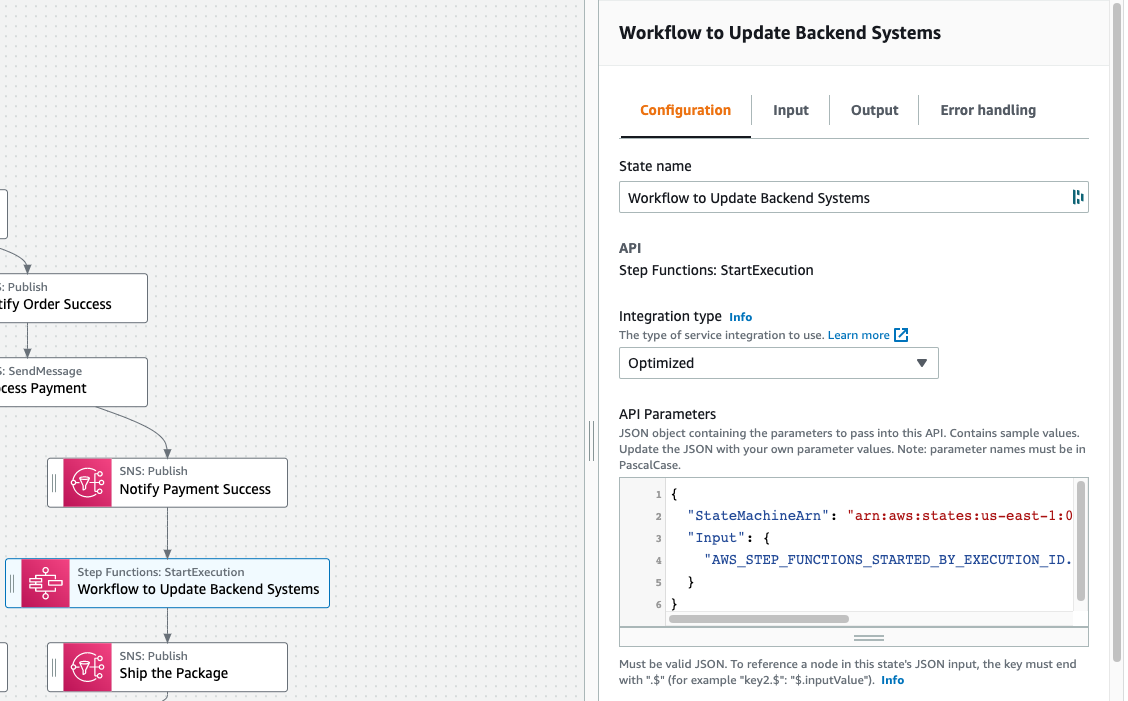 Workflow to Update Backend Systems
Configuration
Input
Output
Error handling
State name
Workflow to Update Backend Systems
API
Step Functions: StartExecution
Integration type Info
The type of service integration to use. Learn more
Optimized
API Parameters
JSON object containing the parameters to pass into this API. Contains sample values.
Update the JSON with your own parameter values. Note: parameter names must be in
PascalCase.
1 {
2 "StateMachineArn": "arn:aws:states:us-east-1:0
3 "Input": {
4 "AWS_STEP_FUNCTIONS_STARTED_BY_EXECUTION_ID.
5 }
6 }
Must be valid JSON. To reference a node in this state's JSON input, the key must end
with ".$" (for example "key2.$": "$.inputValue"). Info
S: Publish
tify Order Success
S: SendMessage
cess Payment
SNS: Publish
Notify Payment Success
Step Functions: StartExecution
Workflow to Update Backend Systems
SNS: Publish
Ship the Package